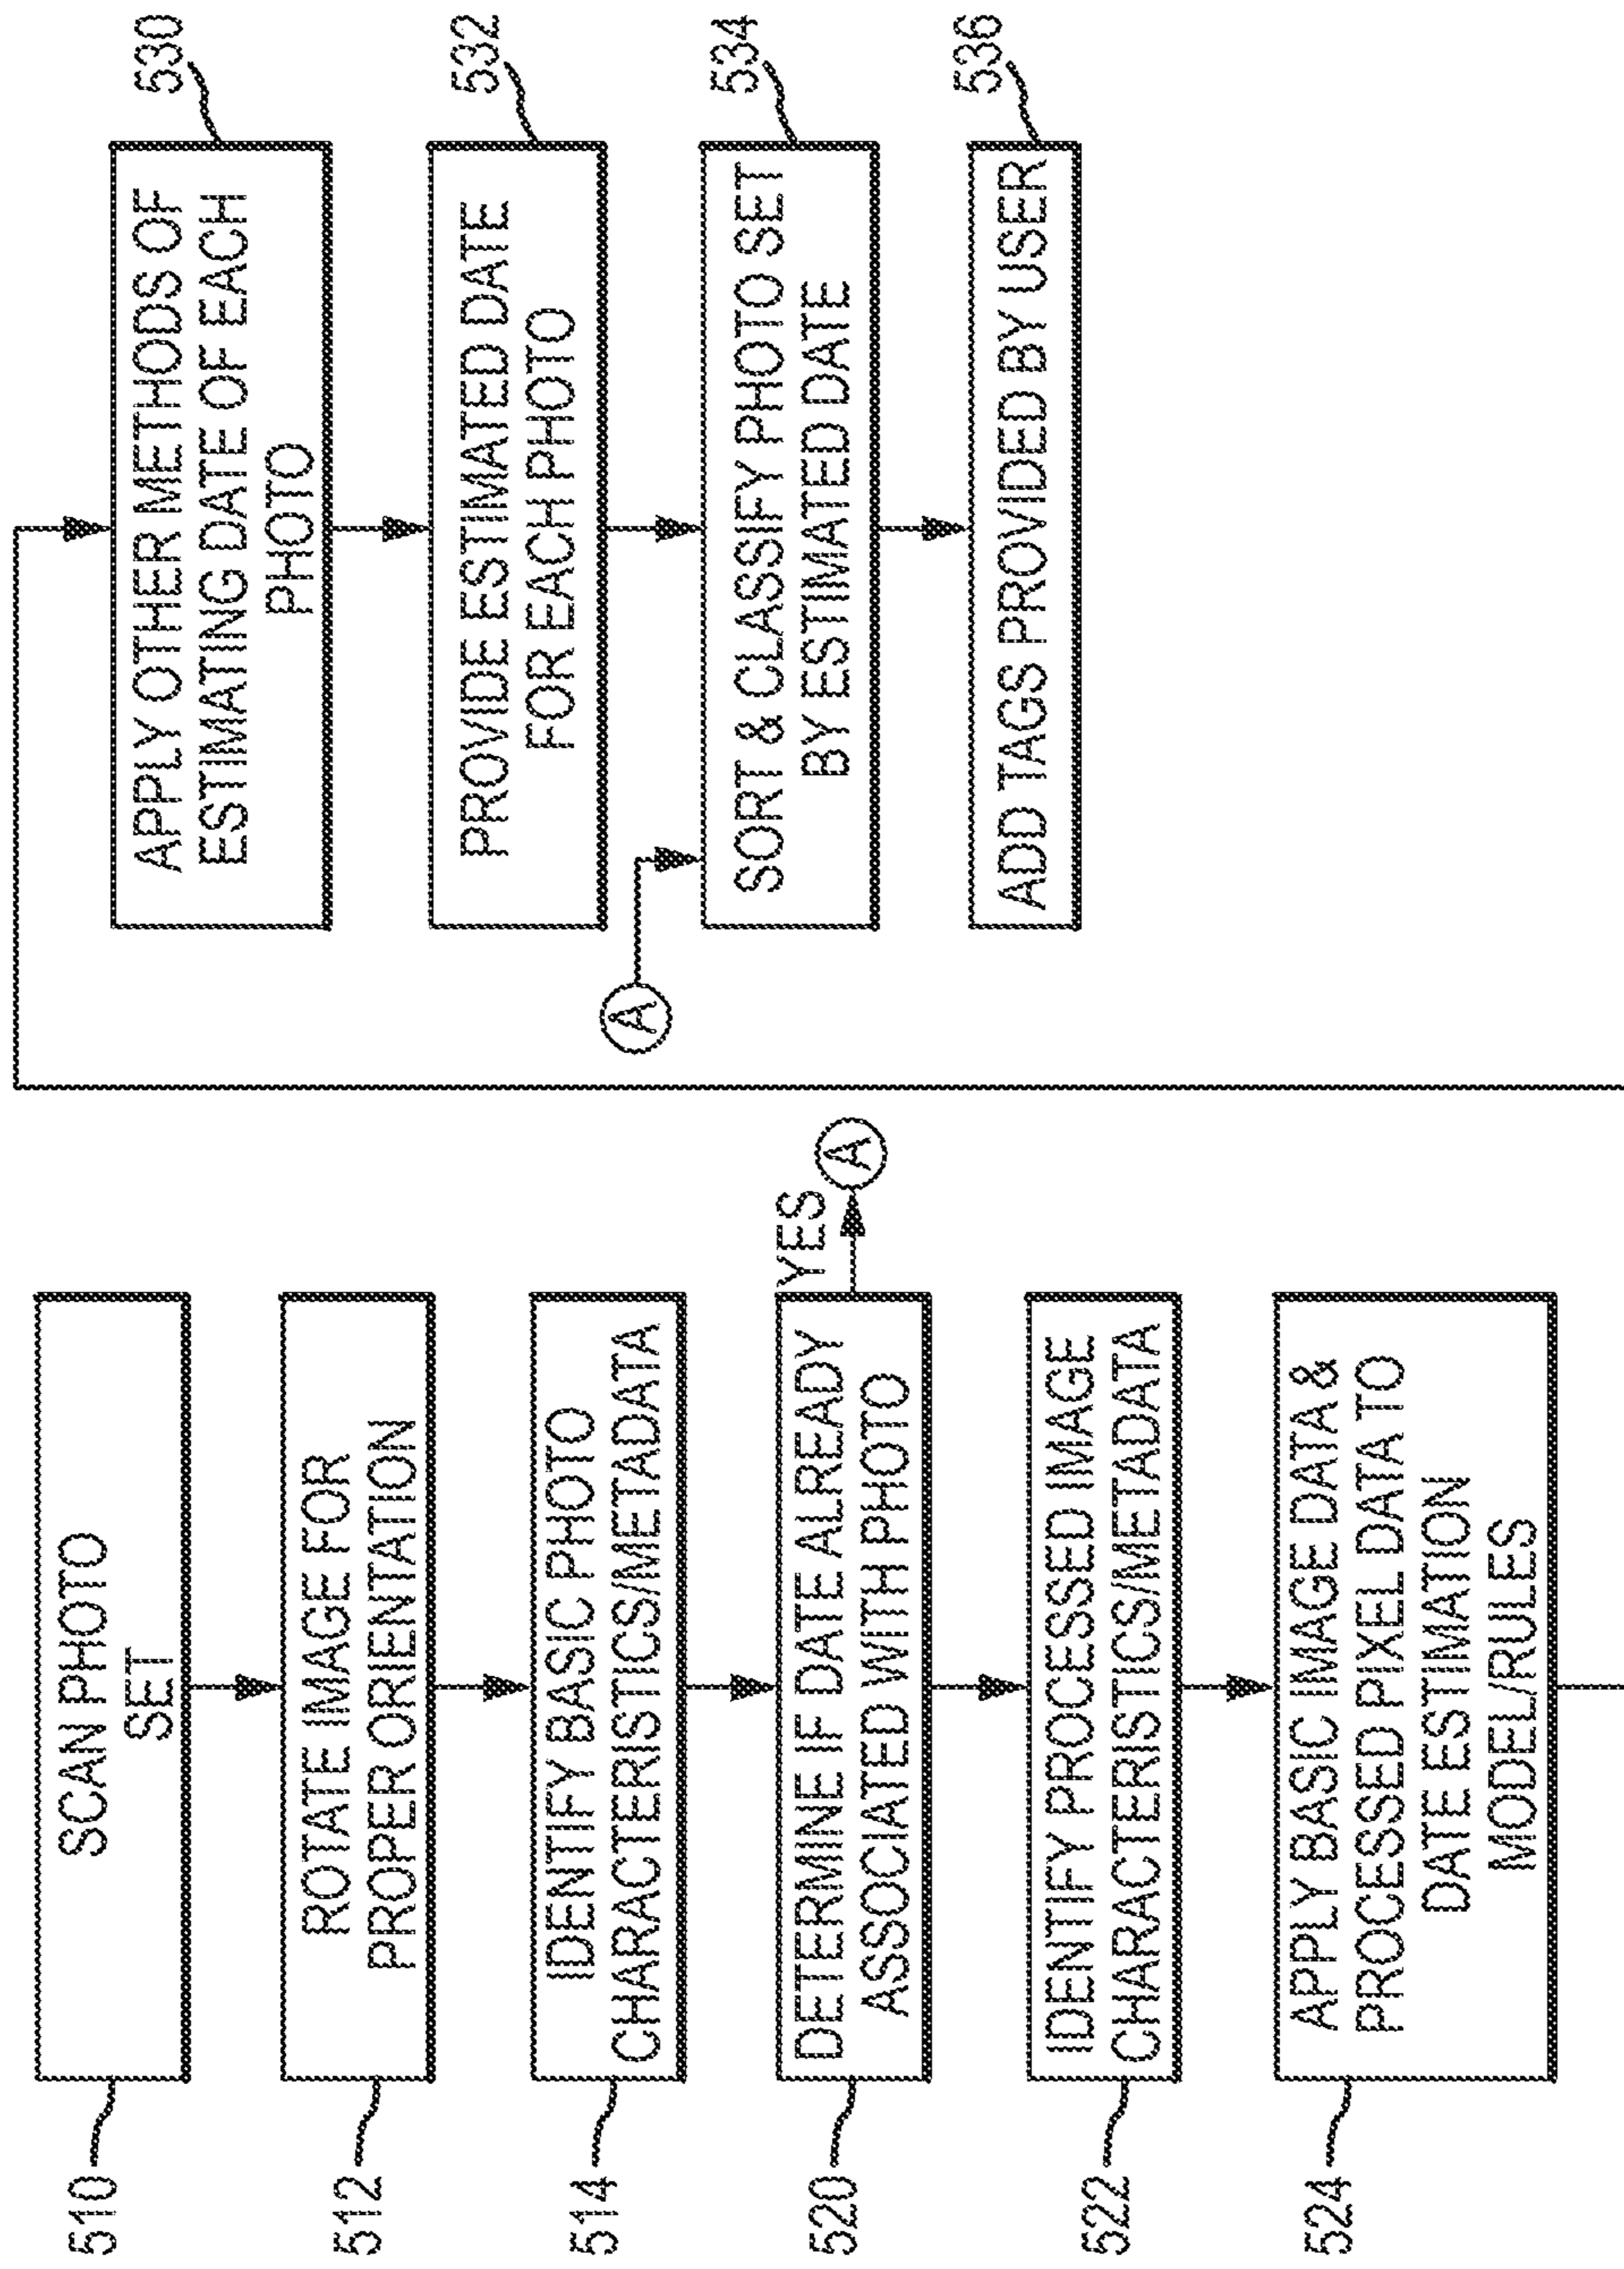 510
SCAN PHOTO
SET
512
ROTATE IMAGE FOR
PROPER ORIENTATION
514
IDENTIFY BASIC PHOTO
CHARACTERISTICS/METADATA
520
DETERMINE IF DATE ALREADY
ASSOCIATED WITH PHOTO
YES
A
522
IDENTIFY PROCESSED IMAGE
CHARACTERISTICS/METADATA
524
APPLY BASIC IMAGE DATA &
PROCESSED PIXEL DATA TO
DATE ESTIMATION
MODEL/RULES
530
APPLY OTHER METHODS OF
ESTIMATING DATE OF EACH
PHOTO
532
PROVIDE ESTIMATED DATE
FOR EACH PHOTO
A
534
SORT & CLASSIFY PHOTO SET
BY ESTIMATED DATE
536
ADD TAGS PROVIDED BY USER